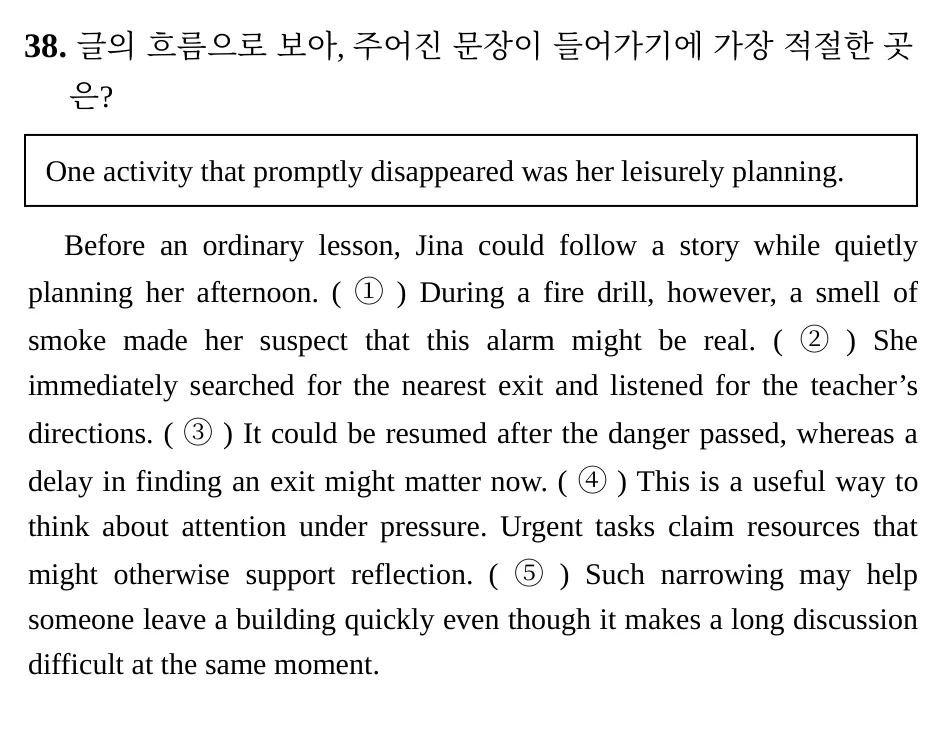 38. 글의 흐름으로 보아, 주어진 문장이 들어가기에 가장 적절한 곳
은?
One activity that promptly disappeared was her leisurely planning.
Before an ordinary lesson, Jina could follow a story while quietly
planning her afternoon. ( ① ) During a fire drill, however, a smell of
smoke made her suspect that this alarm might be real. ( ② ) She
immediately searched for the nearest exit and listened for the teacher’s
directions. ( ③ ) It could be resumed after the danger passed, whereas a
delay in finding an exit might matter now. ( ④ ) This is a useful way to
think about attention under pressure. Urgent tasks claim resources that
might otherwise support reflection. ( ⑤ ) Such narrowing may help
someone leave a building quickly even though it makes a long discussion
difficult at the same moment.